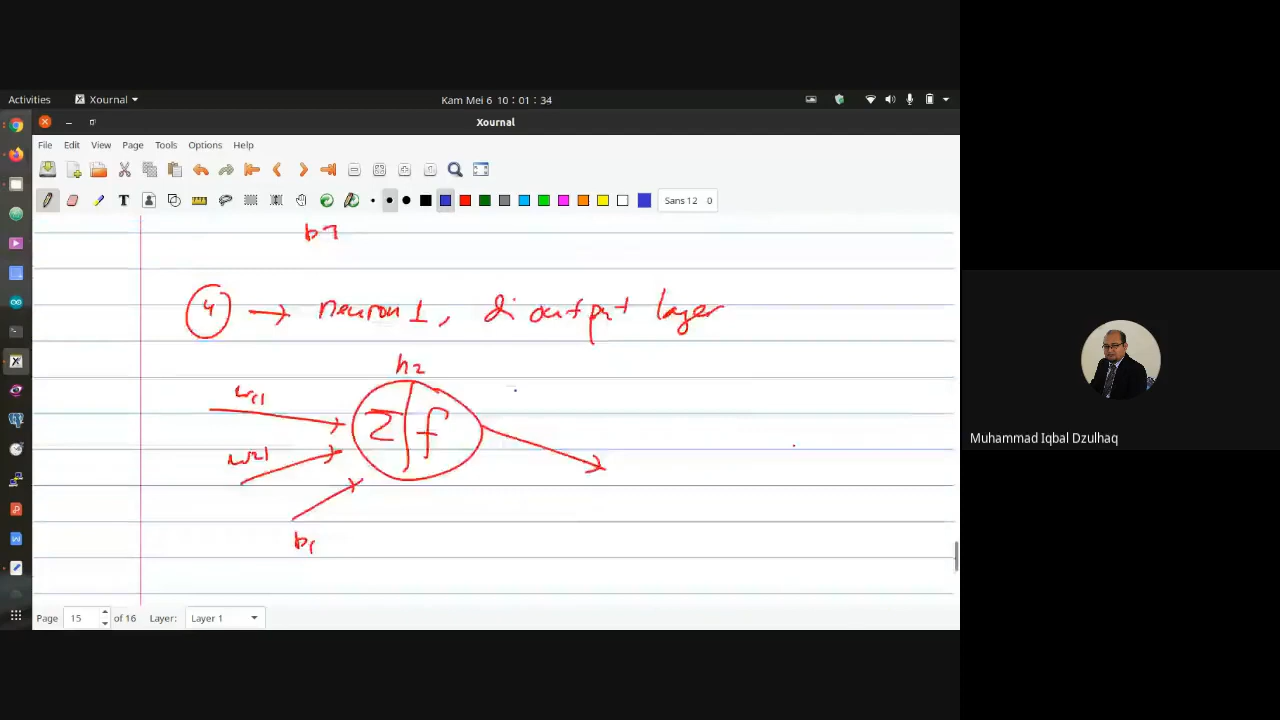 Activities Xournal Kam Mei 6 10 : 01 : 34
Xournal
File Edit View Page Tools Options Help
Sans 12 0
b7
4 → neuron 1, di output layer
h2
w11
Σ f
w21
b1
Page 15 of 16 Layer: Layer 1
Muhammad Iqbal Dzulhaq